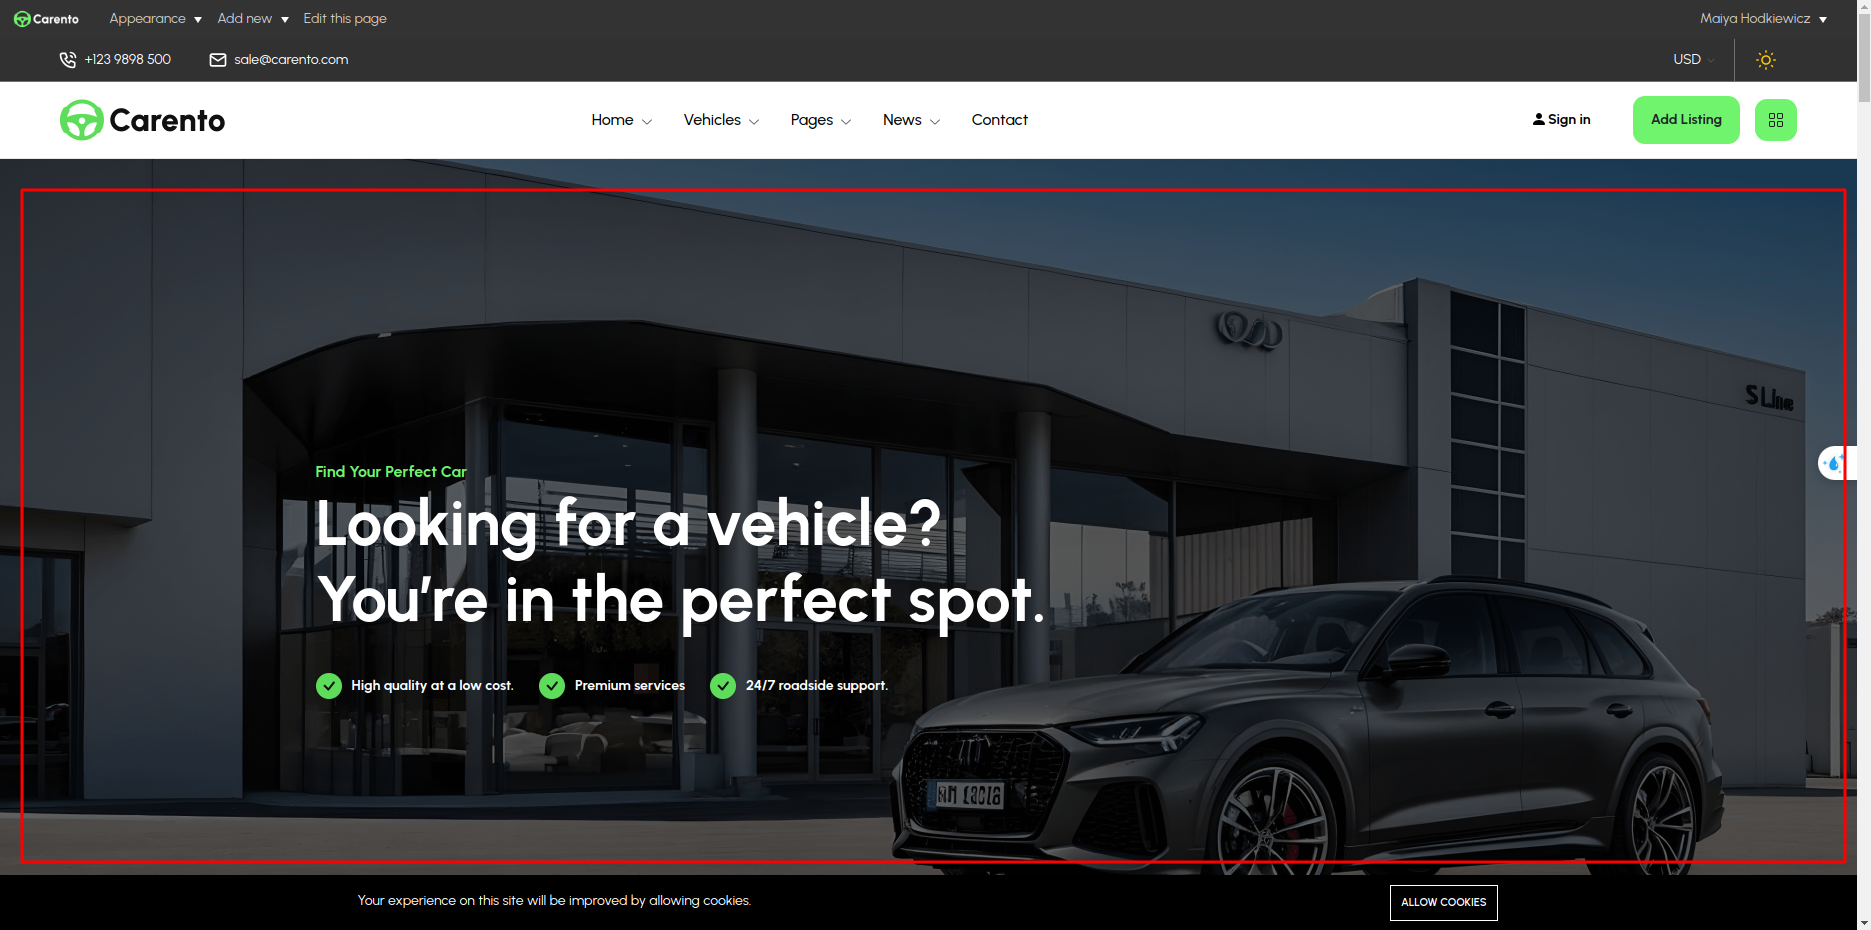 Carento Appearance Add new Edit this page Maiya Hodkiewicz
+123 9898 500 sale@carento.com USD
Carento Home Vehicles Pages News Contact Sign in Add Listing
S Line
Find Your Perfect Car
Looking for a vehicle?
You're in the perfect spot.
High quality at a low cost. Premium services 24/7 roadside support.
Your experience on this site will be improved by allowing cookies. ALLOW COOKIES